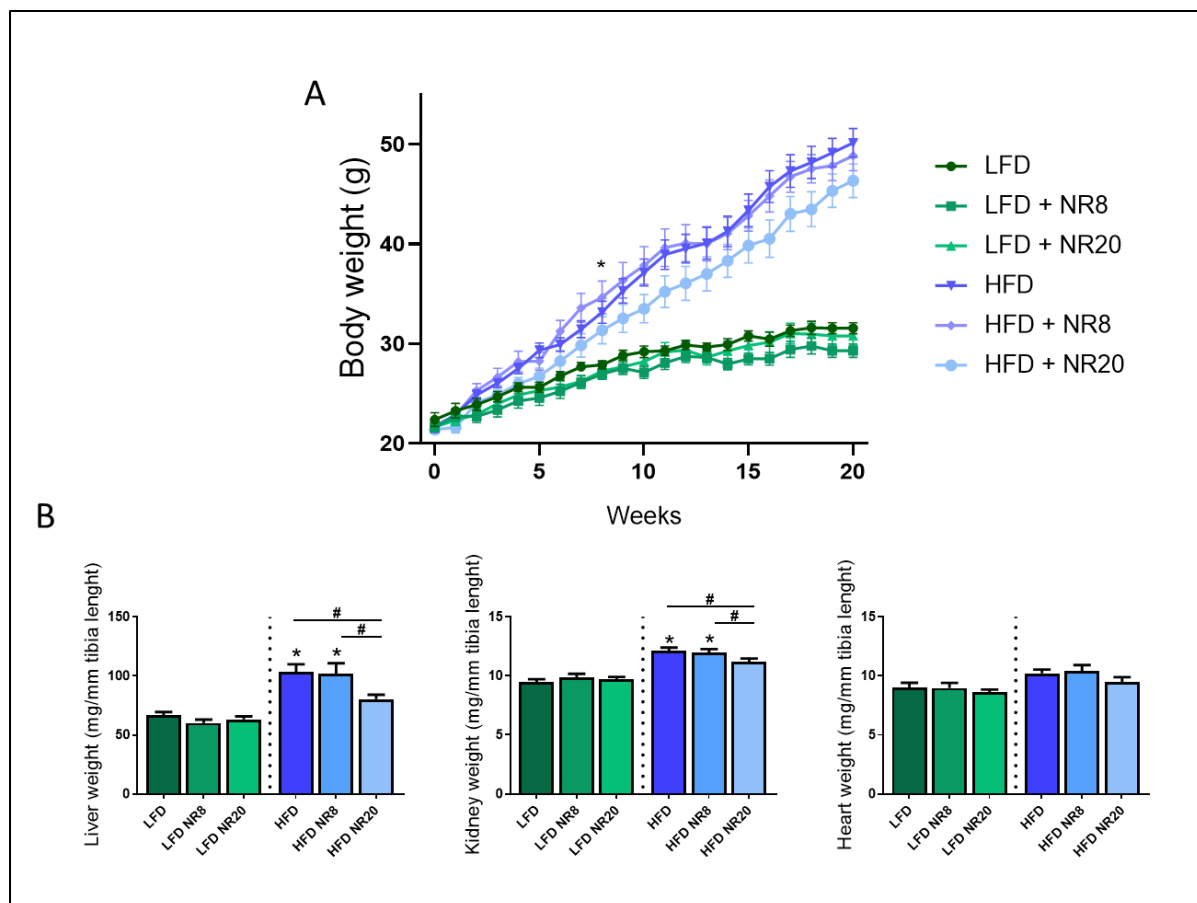 A
Body weight (g)
50
40
30
20
*
0
5
10
15
20
Weeks
LFD
LFD + NR8
LFD + NR20
HFD
HFD + NR8
HFD + NR20
B
Liver weight (mg/mm tibia lenght)
150
100
50
0
#
#
* *
LFD
LFD NR8
LFD NR20
HFD
HFD NR8
HFD NR20
Kidney weight (mg/mm tibia lenght)
15
10
5
0
#
#
* *
LFD
LFD NR8
LFD NR20
HFD
HFD NR8
HFD NR20
Heart weight (mg/mm tibia lenght)
15
10
5
0
LFD
LFD NR8
LFD NR20
HFD
HFD NR8
HFD NR20